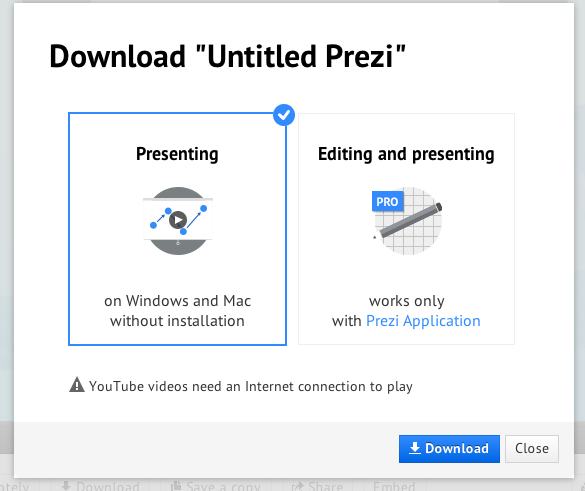 Download "Untitled Prezi"
Presenting
on Windows and Mac
without installation
Editing and presenting
PRO
works only
with Prezi Application
YouTube videos need an Internet connection to play
Download
Close
Download
Save a copy
Share
Embed